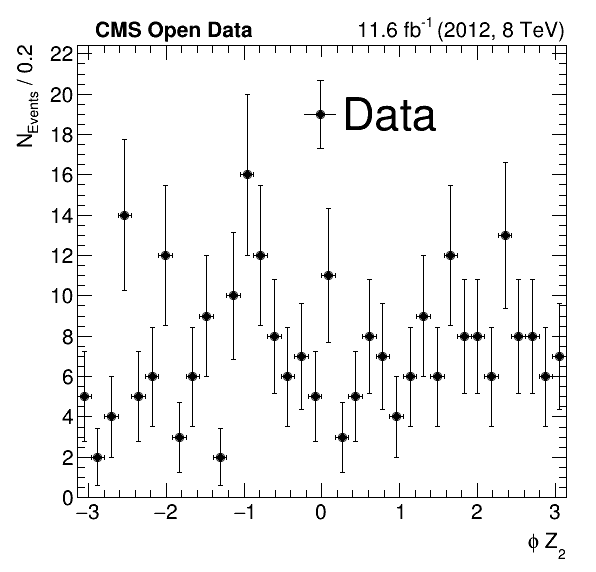 CMS Open Data 11.6 fb⁻¹ (2012, 8 TeV)
N_Events / 0.2
22
20
18
16
14
12
10
8
6
4
2
0
Data
−3 −2 −1 0 1 2 3
ϕ Z₂